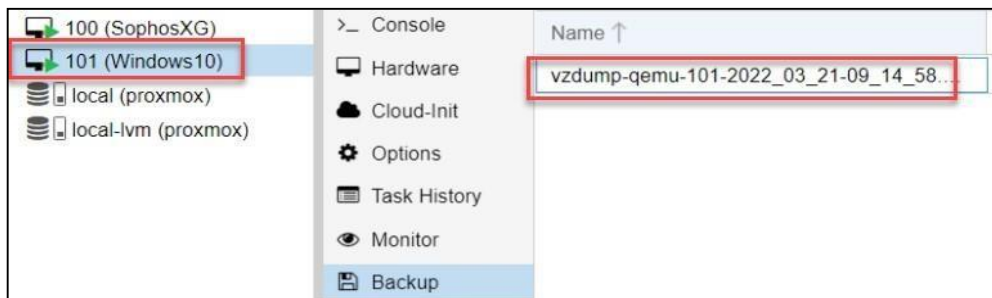 100 (SophosXG)
101 (Windows10)
local (proxmox)
local-lvm (proxmox)
>_ Console
Hardware
Cloud-Init
Options
Task History
Monitor
Backup
Name ↑
vzdump-qemu-101-2022_03_21-09_14_58....